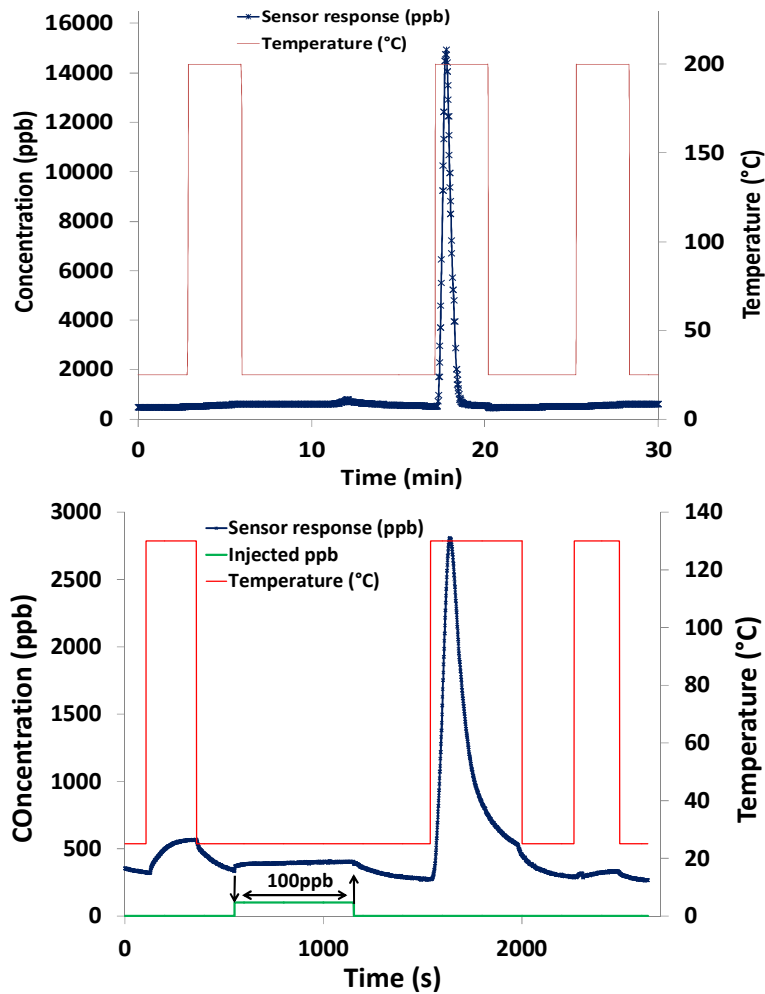 Sensor response (ppb)
Temperature (°C)
16000
14000
12000
10000
8000
6000
4000
2000
0
Concentration (ppb)
200
150
100
50
0
Temperature (°C)
0 10 20 30
Time (min)
Sensor response (ppb)
Injected ppb
Temperature (°C)
3000
2500
2000
1500
1000
500
0
COncentration (ppb)
140
120
100
80
60
40
20
0
Temperature (°C)
100ppb
0 1000 2000
Time (s)